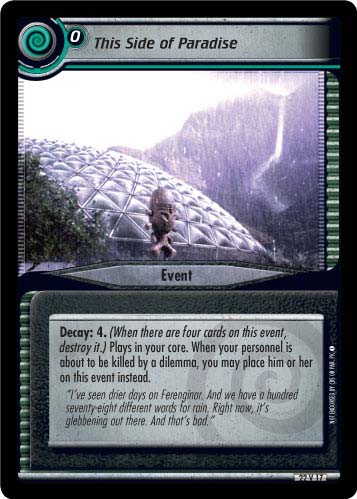 0 This Side of Paradise
Event
Decay: 4. (When there are four cards on this event,
destroy it.) Plays in your core. When your personnel
is about to be killed by a dilemma, you may place him or her
on this event instead.
"I've seen drier days on Ferenginar. And we have a hundred
seventy-eight different words for rain. Right now, it's
glebbening out there. And that's bad."
22 V 17